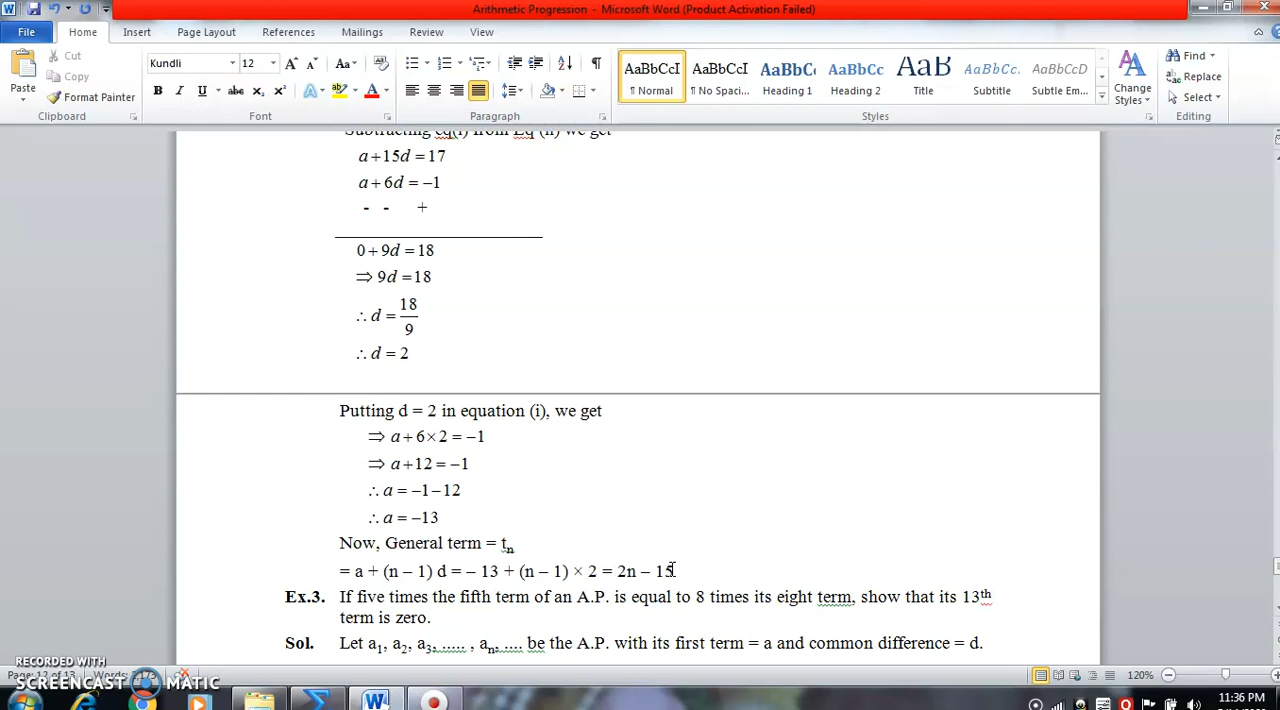 Arithmetic Progression - Microsoft Word (Product Activation Failed)
File Home Insert Page Layout References Mailings Review View
Paste Cut Copy Format Painter
Kundli 12
AaBbCcI AaBbCcI AaBbC AaBbCc AaB AaBbCc. AaBbCcD
¶ Normal ¶ No Spaci... Heading 1 Heading 2 Title Subtitle Subtle Em...
Change Styles
Find
Replace
Select
Clipboard Font Paragraph Styles Editing
Subtracting eq(i) from Eq (ii) we get
a+15d=17
a+6d=−1
- - +
0+9d=18
⇒ 9d=18
∴ d = 18/9
∴ d = 2
Putting d = 2 in equation (i), we get
⇒ a+6×2=−1
⇒ a+12=−1
∴ a=−1−12
∴ a=−13
Now, General term = tn
= a + (n – 1) d = – 13 + (n – 1) × 2 = 2n – 15
Ex.3. If five times the fifth term of an A.P. is equal to 8 times its eight term, show that its 13th
term is zero.
Sol. Let a1, a2, a3, ..... , an, .... be the A.P. with its first term = a and common difference = d.
RECORDED WITH
SCREENCAST MATIC
120%
11:36 PM